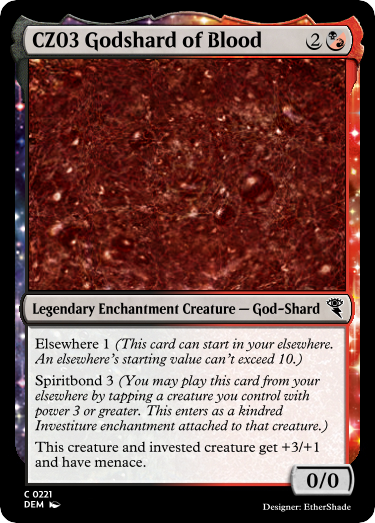 CZ03 Godshard of Blood 2
Legendary Enchantment Creature — God-Shard
Elsewhere 1 (This card can start in your elsewhere.
An elsewhere's starting value can't exceed 10.)
Spiritbond 3 (You may play this card from your
elsewhere by tapping a creature you control with
power 3 or greater. This enters as a kindred
Investiture enchantment attached to that creature.)
This creature and invested creature get +3/+1
and have menace.
0/0
C 0221
DEM
Designer: EtherShade